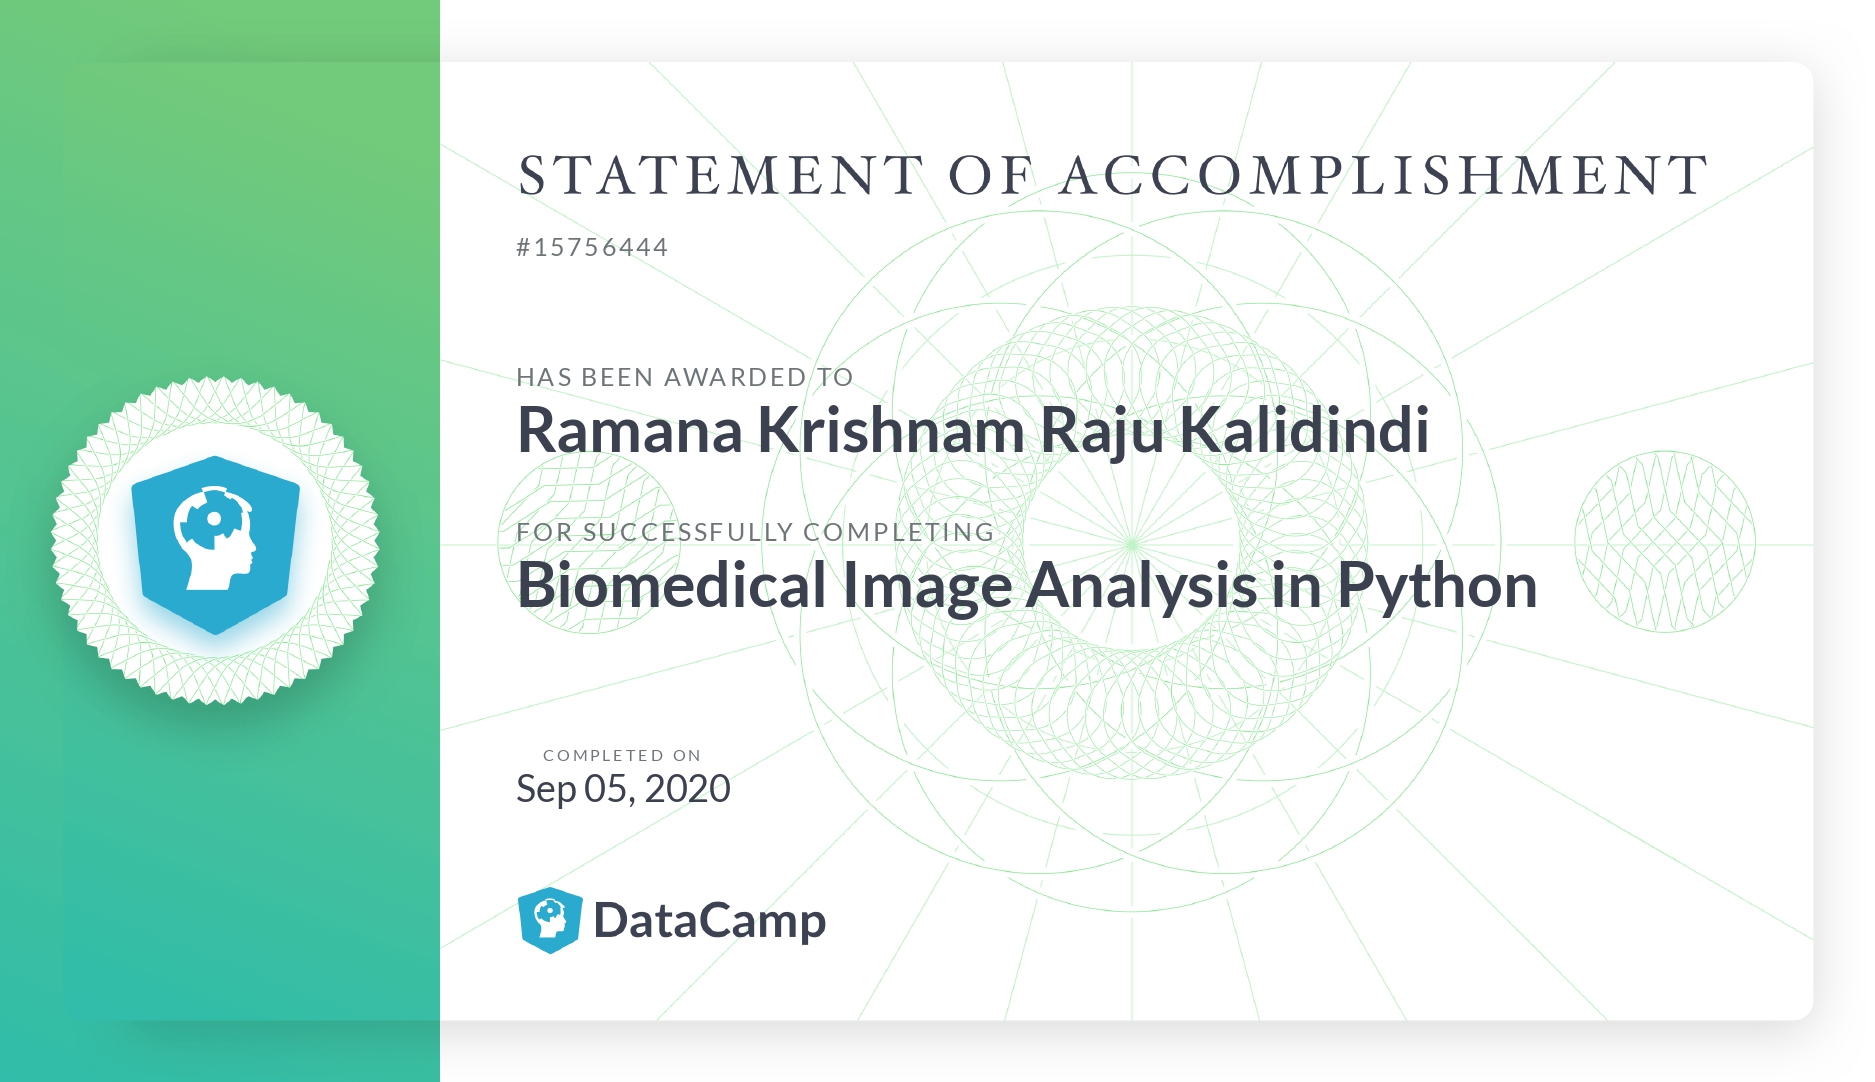 STATEMENT OF ACCOMPLISHMENT
#15756444
HAS BEEN AWARDED TO
Ramana Krishnam Raju Kalidindi
FOR SUCCESSFULLY COMPLETING
Biomedical Image Analysis in Python
COMPLETED ON
Sep 05, 2020
DataCamp